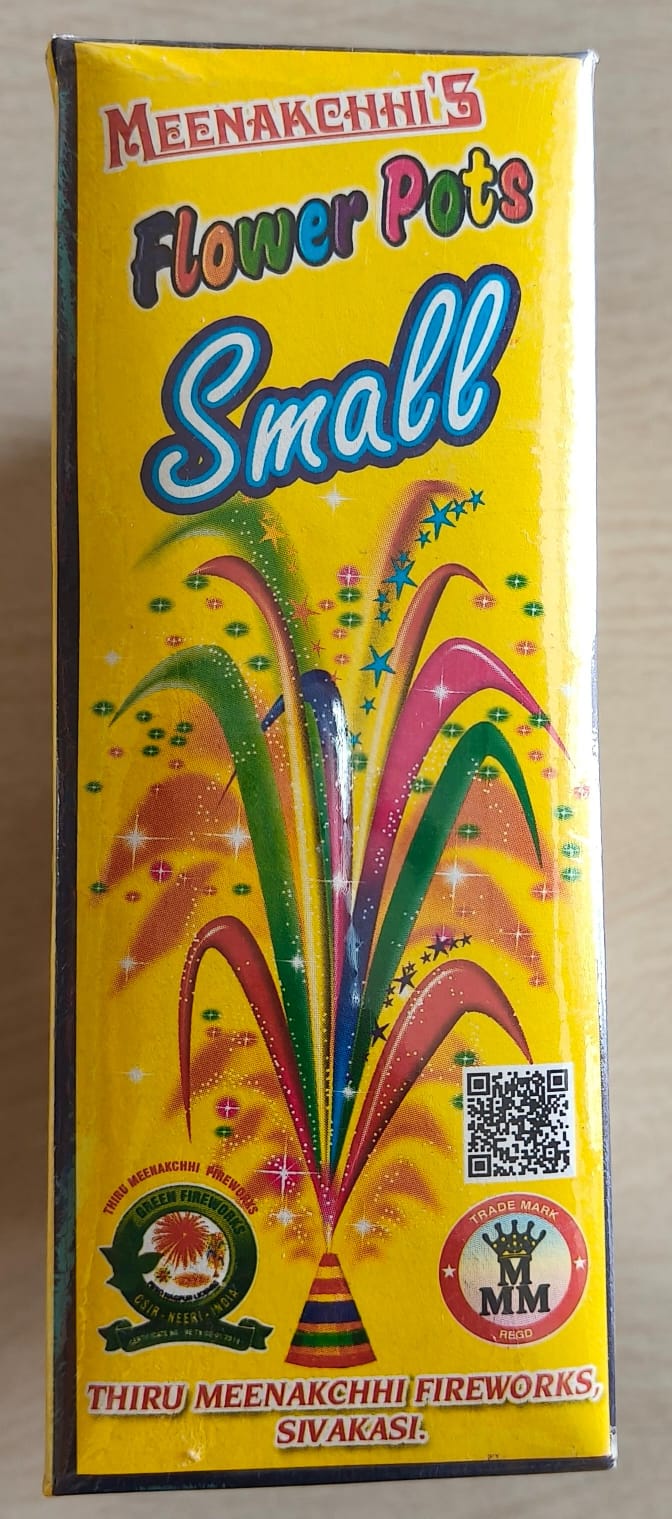 MEENAKCHHI'S
Flower Pots
Small
THIRU MEENAKCHHI FIREWORKS
GREEN FIREWORKS
CSIR - NEERI - INDIA
TRADE MARK
M
MMM
REGD
THIRU MEENAKCHHI FIREWORKS,
SIVAKASI.